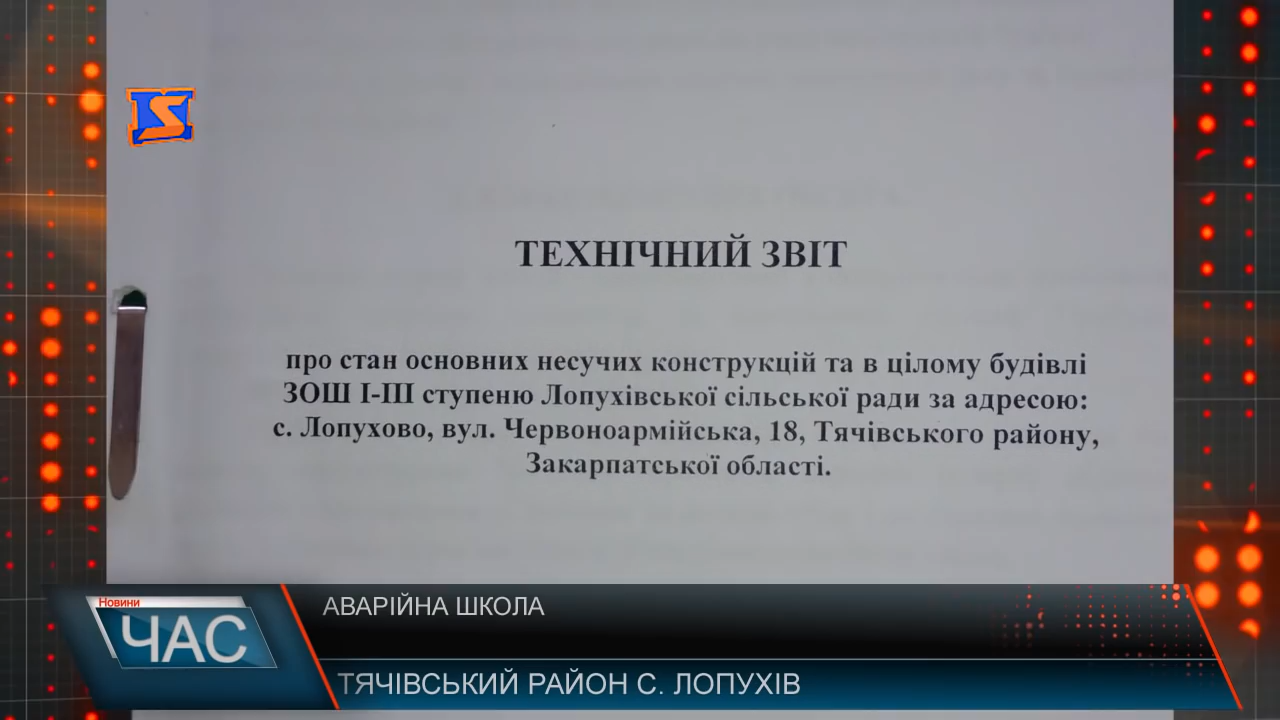 ТЕХНІЧНИЙ ЗВІТ
про стан основних несучих конструкцій та в цілому будівлі
ЗОШ І-ІІІ ступеню Лопухівської сільської ради за адресою:
с. Лопухово, вул. Червоноармійська, 18, Тячівського району,
Закарпатської області.
Новини
ЧАС
АВАРІЙНА ШКОЛА
ТЯЧІВСЬКИЙ РАЙОН С. ЛОПУХІВ